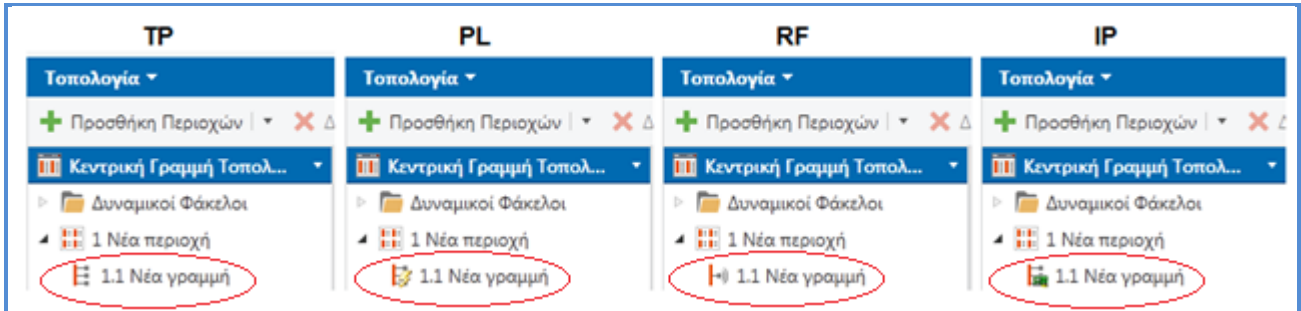 TP PL RF IP
Τοπολογία Τοπολογία Τοπολογία Τοπολογία
Προσθήκη Περιοχών Δ Προσθήκη Περιοχών Δ Προσθήκη Περιοχών Δ Προσθήκη Περιοχών Δ
Κεντρική Γραμμή Τοπολ... Κεντρική Γραμμή Τοπολ... Κεντρική Γραμμή Τοπολ... Κεντρική Γραμμή Τοπολ...
Δυναμικοί Φάκελοι Δυναμικοί Φάκελοι Δυναμικοί Φάκελοι Δυναμικοί Φάκελοι
1 Νέα περιοχή 1 Νέα περιοχή 1 Νέα περιοχή 1 Νέα περιοχή
1.1 Νέα γραμμή 1.1 Νέα γραμμή 1.1 Νέα γραμμή 1.1 Νέα γραμμή